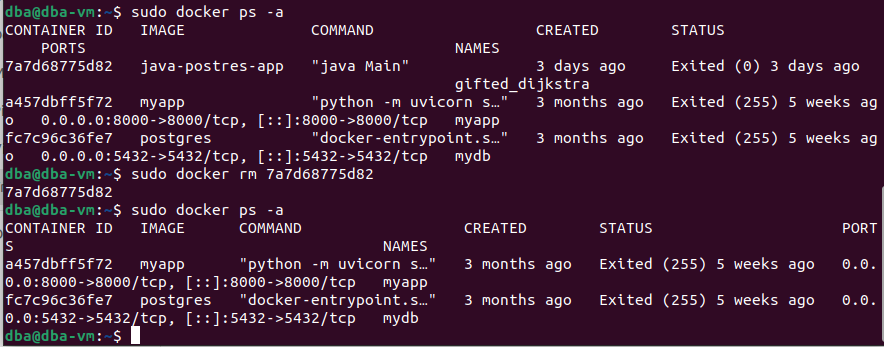 dba@dba-vm:~$ sudo docker ps -a
CONTAINER ID   IMAGE             COMMAND                  CREATED        STATUS
    PORTS                                         NAMES
7a7d68775d82   java-postres-app   "java Main"              3 days ago     Exited (0) 3 days ago
                                                  gifted_dijkstra
a457dbff5f72   myapp              "python -m uvicorn s…"   3 months ago   Exited (255) 5 weeks ag
o   0.0.0.0:8000->8000/tcp, [::]:8000->8000/tcp   myapp
fc7c96c36fe7   postgres           "docker-entrypoint.s…"   3 months ago   Exited (255) 5 weeks ag
o   0.0.0.0:5432->5432/tcp, [::]:5432->5432/tcp   mydb
dba@dba-vm:~$ sudo docker rm 7a7d68775d82
7a7d68775d82
dba@dba-vm:~$ sudo docker ps -a
CONTAINER ID   IMAGE      COMMAND                  CREATED        STATUS                     PORT
S                                         NAMES
a457dbff5f72   myapp      "python -m uvicorn s…"   3 months ago   Exited (255) 5 weeks ago   0.0.
0.0:8000->8000/tcp, [::]:8000->8000/tcp   myapp
fc7c96c36fe7   postgres   "docker-entrypoint.s…"   3 months ago   Exited (255) 5 weeks ago   0.0.
0.0:5432->5432/tcp, [::]:5432->5432/tcp   mydb
dba@dba-vm:~$